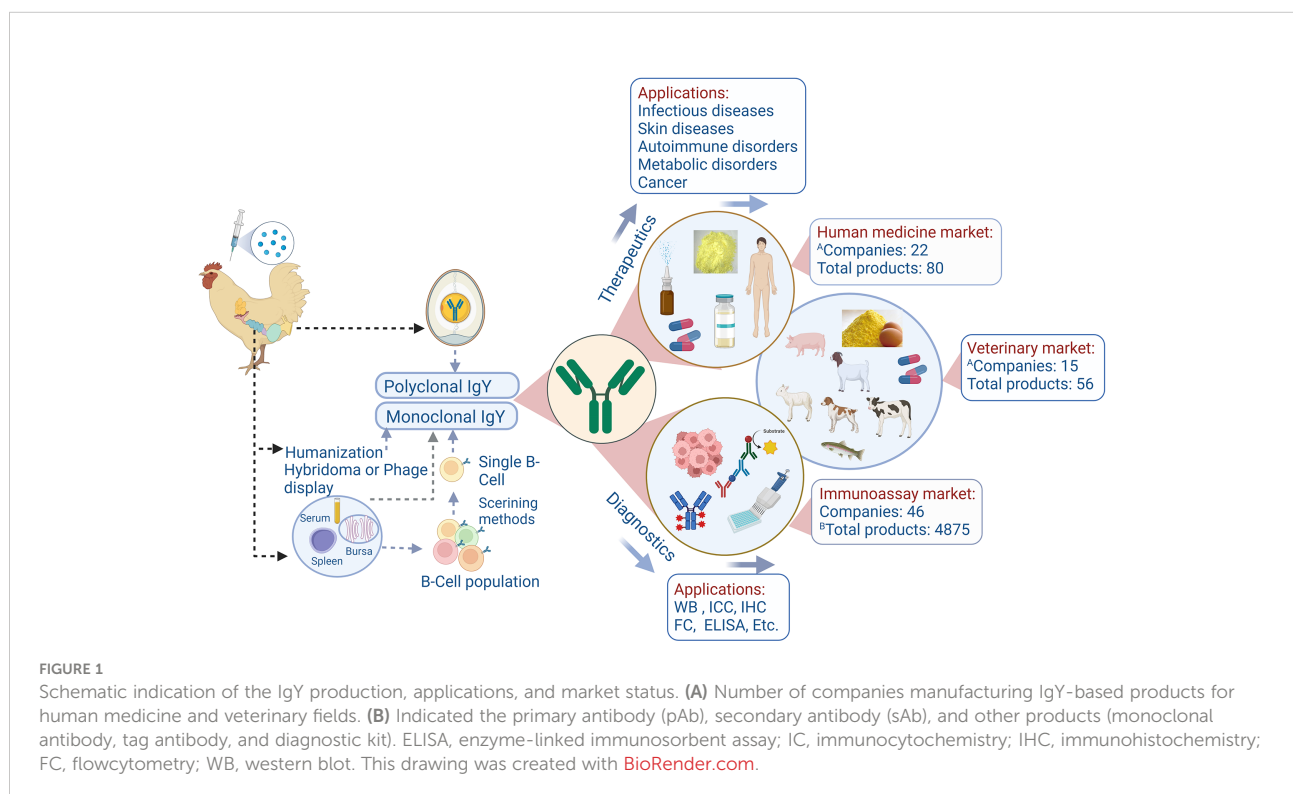 Applications:
Infectious diseases
Skin diseases
Autoimmune disorders
Metabolic disorders
Cancer
Therapeutics
Human medicine market:
ᴬCompanies: 22
Total products: 80
Veterinary market:
ᴬCompanies: 15
Total products: 56
Polyclonal IgY
Monoclonal IgY
Humanization
Hybridoma or Phage
display
Single B-
Cell
Scerining
methods
Serum
Bursa
Spleen
B-Cell population
Substrate
Diagnostics
Immunoassay market:
Companies: 46
ᴮTotal products: 4875
Applications:
WB , ICC, IHC
FC, ELISA, Etc.
FIGURE 1
Schematic indication of the IgY production, applications, and market status. (A) Number of companies manufacturing IgY-based products for
human medicine and veterinary fields. (B) Indicated the primary antibody (pAb), secondary antibody (sAb), and other products (monoclonal
antibody, tag antibody, and diagnostic kit). ELISA, enzyme-linked immunosorbent assay; IC, immunocytochemistry; IHC, immunohistochemistry;
FC, flowcytometry; WB, western blot. This drawing was created with BioRender.com.